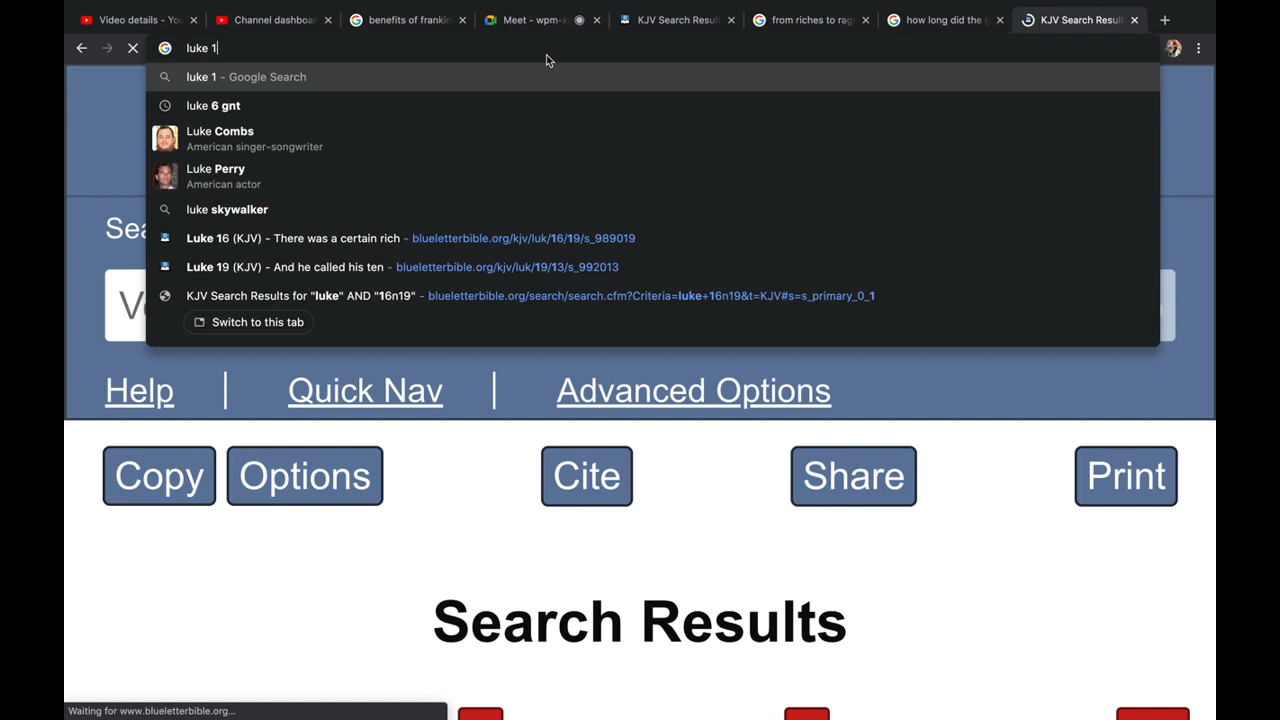 Video details - You
Channel dashboar
benefits of frankin
Meet - wpm-x
KJV Search Result
from riches to rag
how long did the g
KJV Search Result
luke 1
luke 1 - Google Search
luke 6 gnt
Luke Combs
American singer-songwriter
Luke Perry
American actor
luke skywalker
Luke 16 (KJV) - There was a certain rich - blueletterbible.org/kjv/luk/16/19/s_989019
Luke 19 (KJV) - And he called his ten - blueletterbible.org/kjv/luk/19/13/s_992013
KJV Search Results for "luke" AND "16n19" - blueletterbible.org/search/search.cfm?Criteria=luke+16n19&t=KJV#s=s_primary_0_1
Switch to this tab
Sea
Ve
Help | Quick Nav | Advanced Options
Copy Options Cite Share Print
Search Results
Waiting for www.blueletterbible.org...